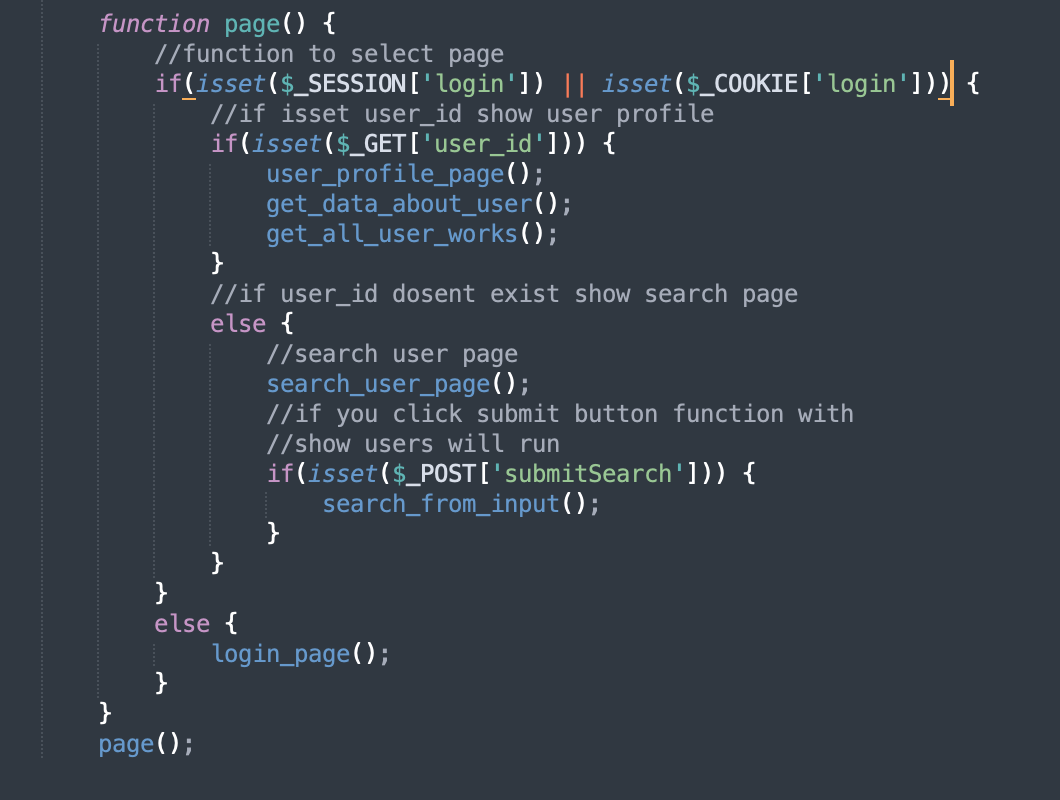 function page() {
//function to select page
if(isset($_SESSION['login']) || isset($_COOKIE['login'])) {
//if isset user_id show user profile
if(isset($_GET['user_id'])) {
user_profile_page();
get_data_about_user();
get_all_user_works();
}
//if user_id dosent exist show search page
else {
//search user page
search_user_page();
//if you click submit button function with
//show users will run
if(isset($_POST['submitSearch'])) {
search_from_input();
}
}
}
else {
login_page();
}
}
page();